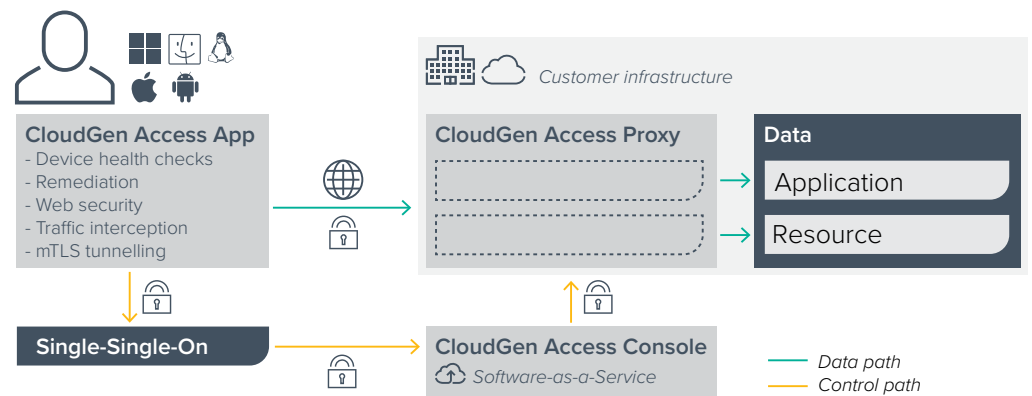 Customer infrastructure
CloudGen Access App
- Device health checks
- Remediation
- Web security
- Traffic interception
- mTLS tunnelling
CloudGen Access Proxy
Data
Application
Resource
Single-Single-On
CloudGen Access Console
Software-as-a-Service
Data path
Control path